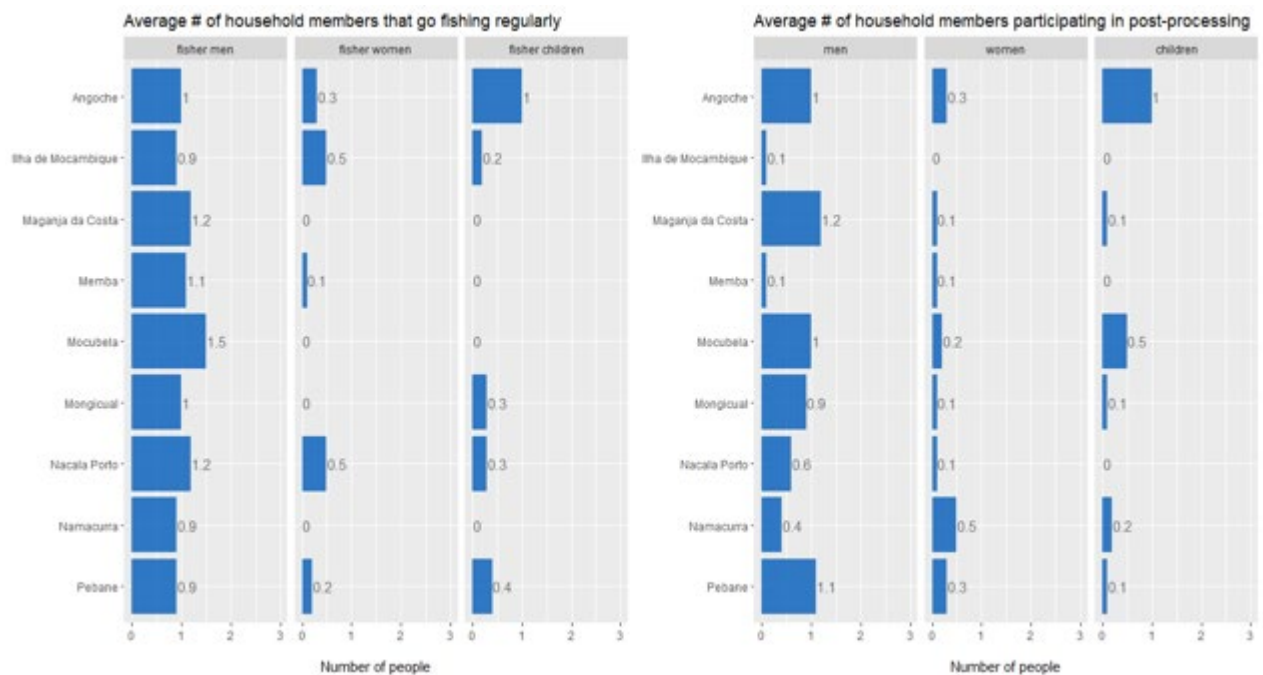 Average # of household members that go fishing regularly
fisher men fisher women fisher children
Angoche 1 0.3 1
Ilha de Mocambique 0.9 0.5 0.2
Maganja da Costa 1.2 0 0
Memba 1.1 0.1 0
Mocubela 1.5 0 0
Mongicual 1 0 0.3
Nacala Porto 1.2 0.5 0.3
Namacurra 0.9 0 0
Pebane 0.9 0.2 0.4
0 1 2 3 0 1 2 3 0 1 2 3
Number of people
Average # of household members participating in post-processing
men women children
Angoche 1 0.3 1
Ilha de Mocambique 0.1 0 0
Maganja da Costa 1.2 0.1 0.1
Memba 0.1 0.1 0
Mocubela 1 0.2 0.5
Mongicual 0.9 0.1 0.1
Nacala Porto 0.6 0.1 0
Namacurra 0.4 0.5 0.2
Pebane 1.1 0.3 0.1
0 1 2 3 0 1 2 3 0 1 2 3
Number of people